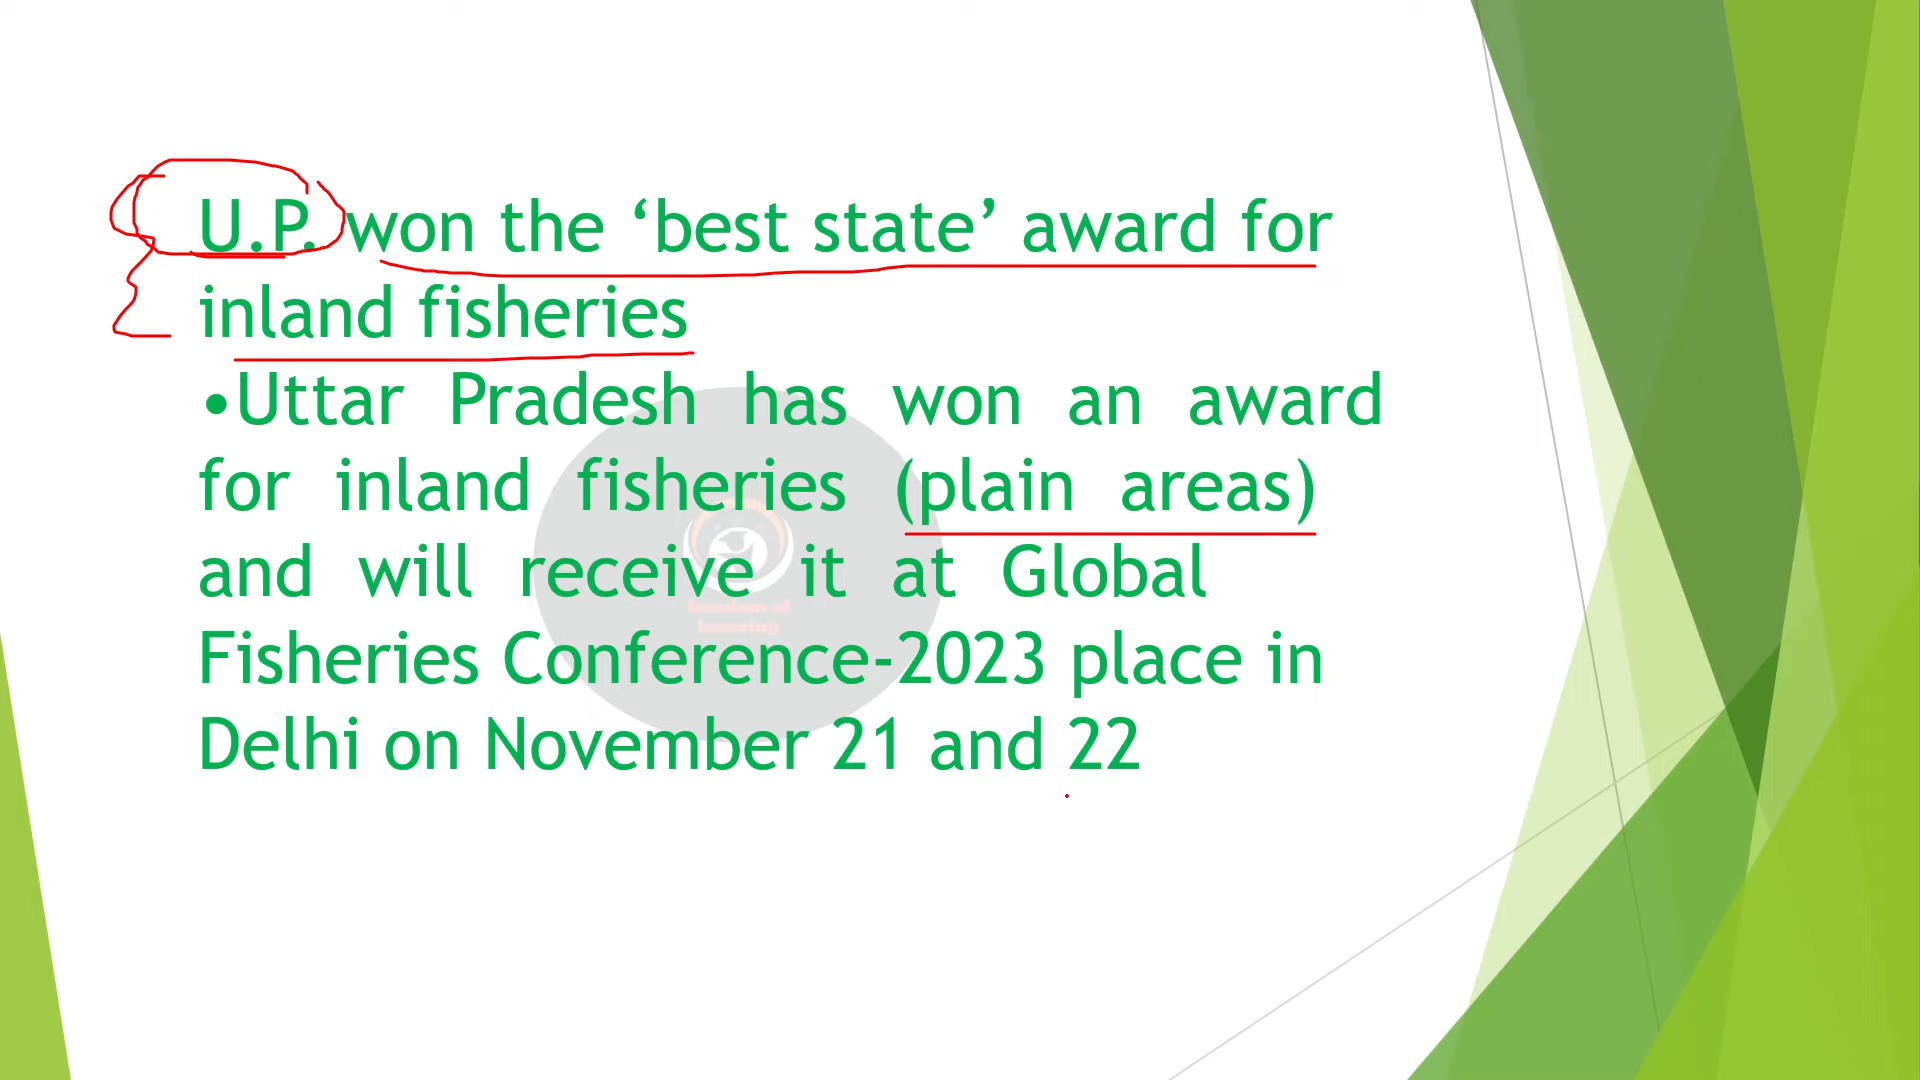 U.P. won the ‘best state’ award for
inland fisheries
•Uttar Pradesh has won an award
for inland fisheries (plain areas)
and will receive it at Global
Fisheries Conference-2023 place in
Delhi on November 21 and 22